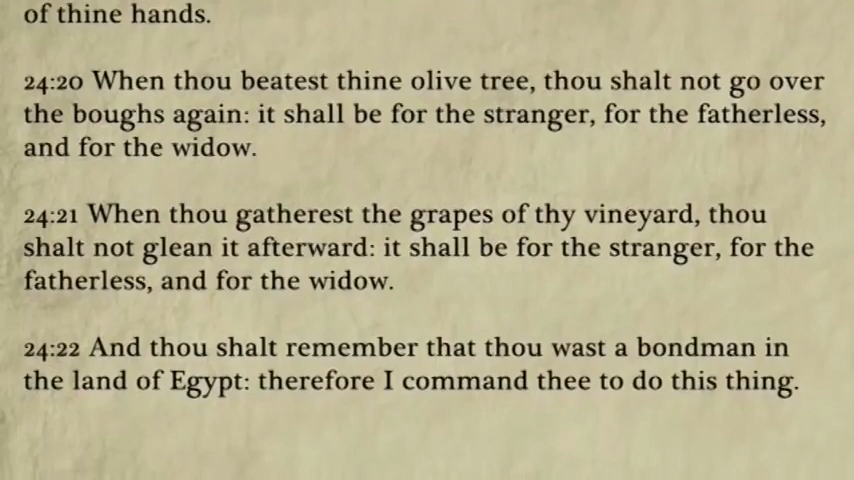 of thine hands.
24:20 When thou beatest thine olive tree, thou shalt not go over
the boughs again: it shall be for the stranger, for the fatherless,
and for the widow.
24:21 When thou gatherest the grapes of thy vineyard, thou
shalt not glean it afterward: it shall be for the stranger, for the
fatherless, and for the widow.
24:22 And thou shalt remember that thou wast a bondman in
the land of Egypt: therefore I command thee to do this thing.